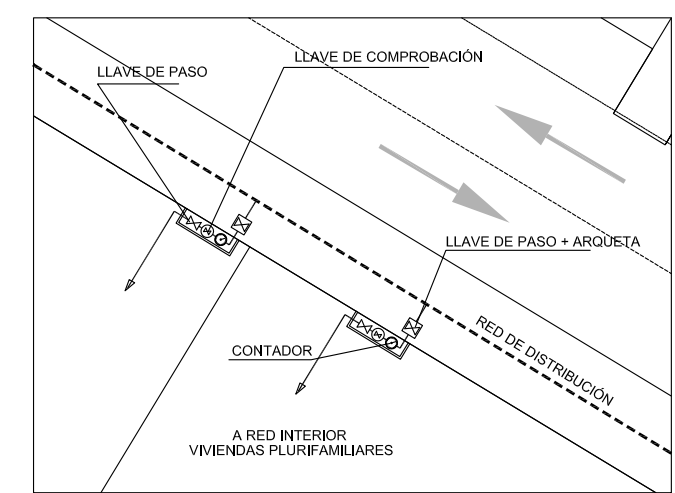 LLAVE DE COMPROBACIÓN
LLAVE DE PASO
LLAVE DE PASO + ARQUETA
RED DE DISTRIBUCIÓN
CONTADOR
A RED INTERIOR
VIVIENDAS PLURIFAMILIARES